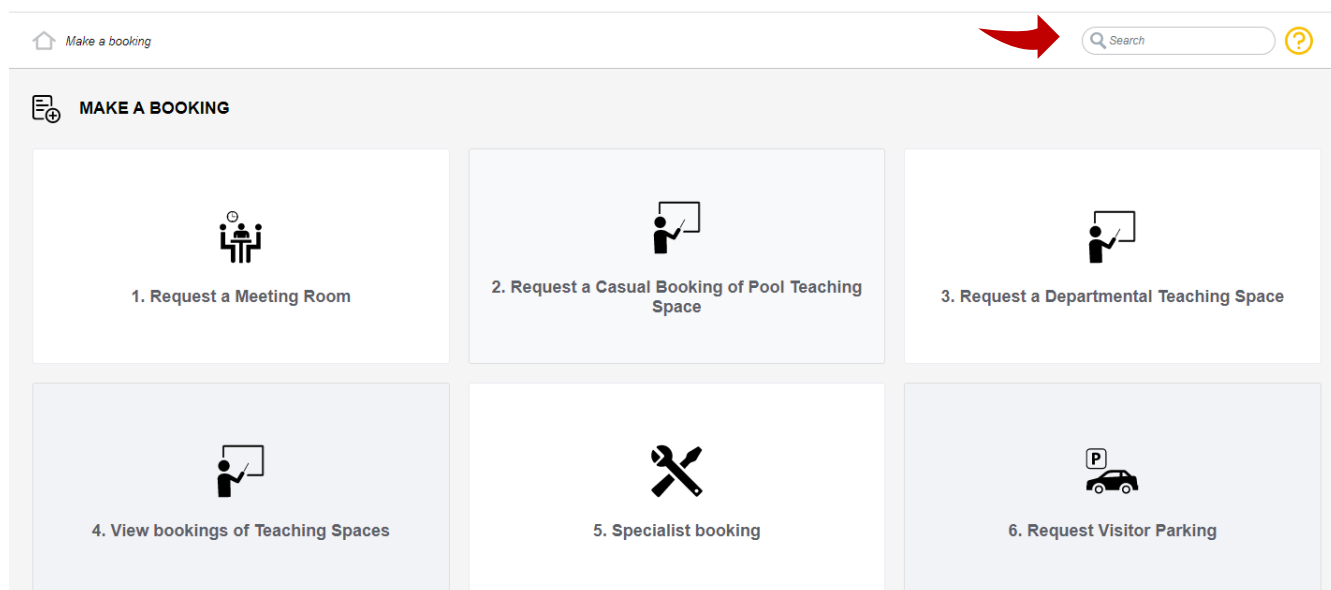 Make a booking
Search
?
MAKE A BOOKING
1. Request a Meeting Room
2. Request a Casual Booking of Pool Teaching
Space
3. Request a Departmental Teaching Space
4. View bookings of Teaching Spaces
5. Specialist booking
P
6. Request Visitor Parking